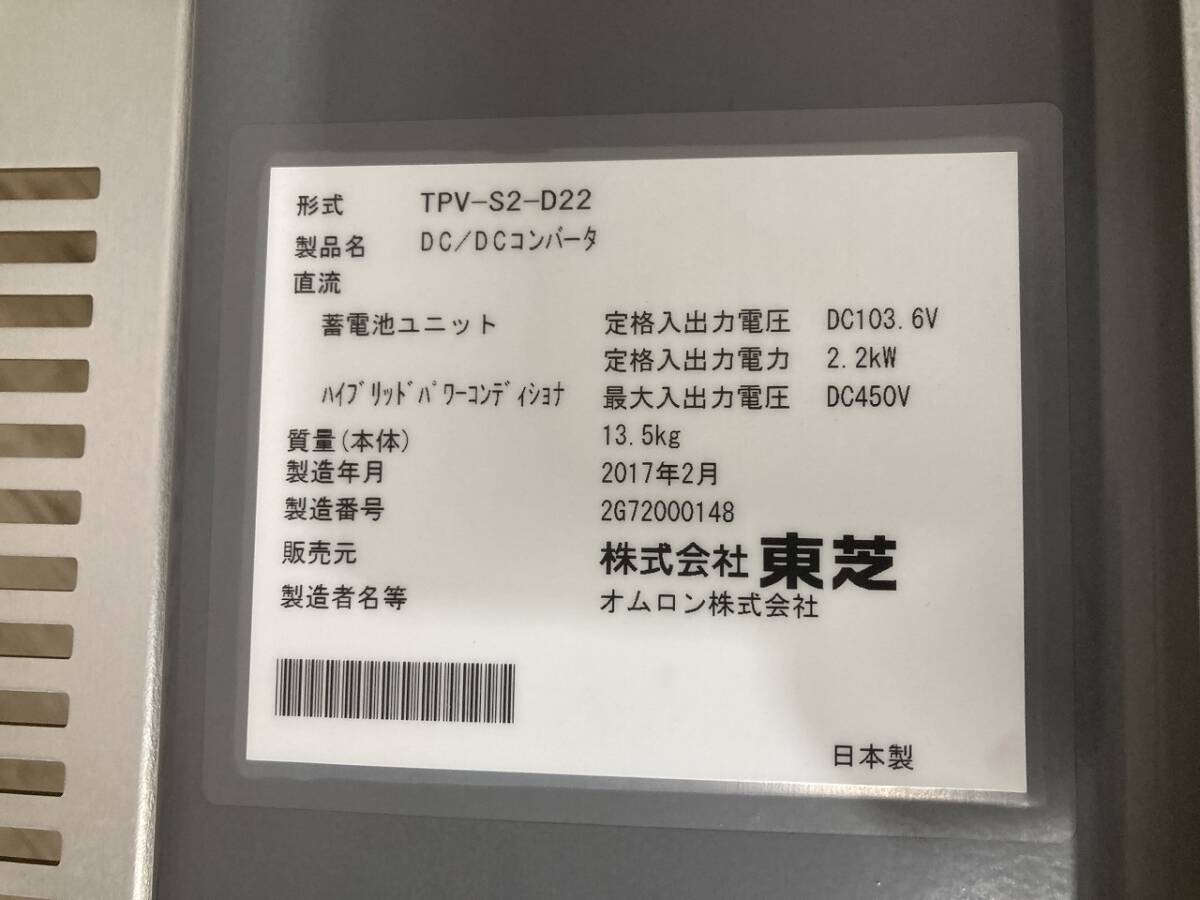 形式 TPV-S2-D22
製品名 DC/DCコンバータ
直流
蓄電池ユニット 定格入出力電圧 DC103.6V
定格入出力電力 2.2kW
ﾊｲﾌﾞﾘｯﾄﾞﾊﾟﾜｰｺﾝﾃﾞｨｼｮﾅ 最大入出力電圧 DC450V
質量(本体) 13.5kg
製造年月 2017年2月
製造番号 2G72000148
販売元 株式会社 東芝
製造者名等 オムロン株式会社
日本製